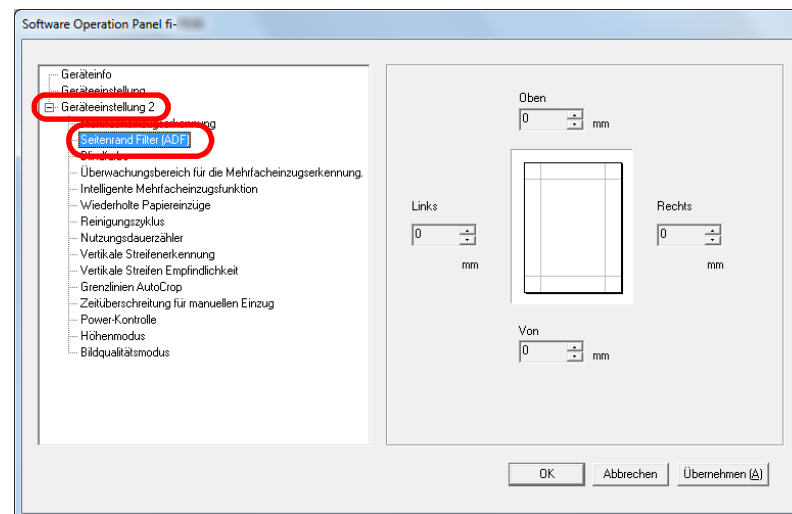 Software Operation Panel fi-
Geräteinfo
Geräteeinstellung
Geräteeinstellung 2
Seitenrand Filter (ADF)
Überwachungsbereich für die Mehrfacheinzugserkennung.
Intelligente Mehrfacheinzugsfunktion
Wiederholte Papiereinzüge
Reinigungszyklus
Nutzungsdauerzähler
Vertikale Streifenerkennung
Vertikale Streifen Empfindlichkeit
Grenzlinien AutoCrop
Zeitüberschreitung für manuellen Einzug
Power-Kontrolle
Höhenmodus
Bildqualitätsmodus
Oben
0 mm
Links
0
mm
Rechts
0
mm
Von
0 mm
OK Abbrechen Übernehmen (A)